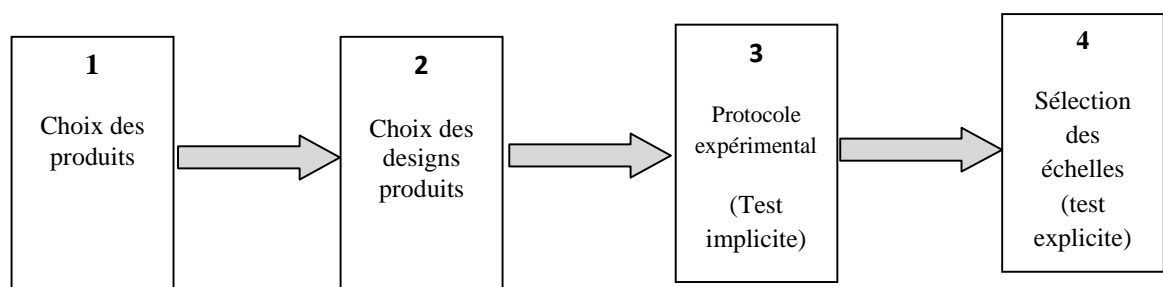 1
Choix des
produits
2
Choix des
designs
produits
3
Protocole
expérimental
(Test
implicite)
4
Sélection
des
échelles
(test
explicite)